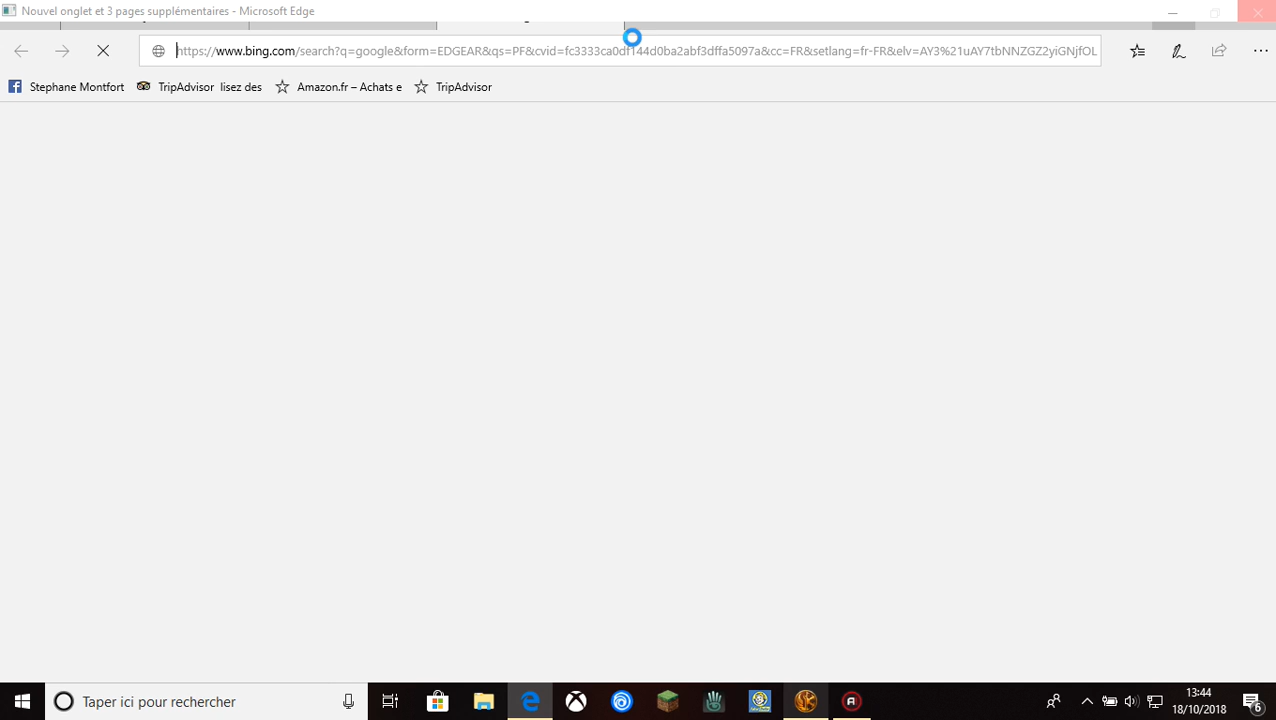 Nouvel onglet et 3 pages supplémentaires - Microsoft Edge
https://www.bing.com/search?q=google&form=EDGEAR&qs=PF&cvid=fc3333ca0df144d0ba2abf3dffa5097a&cc=FR&setlang=fr-FR&elv=AY3%21uAY7tbNNZGZ2yiGNjfOL
Stephane Montfort TripAdvisor lisez des Amazon.fr – Achats e TripAdvisor
Taper ici pour rechercher
13:44
18/10/2018
6